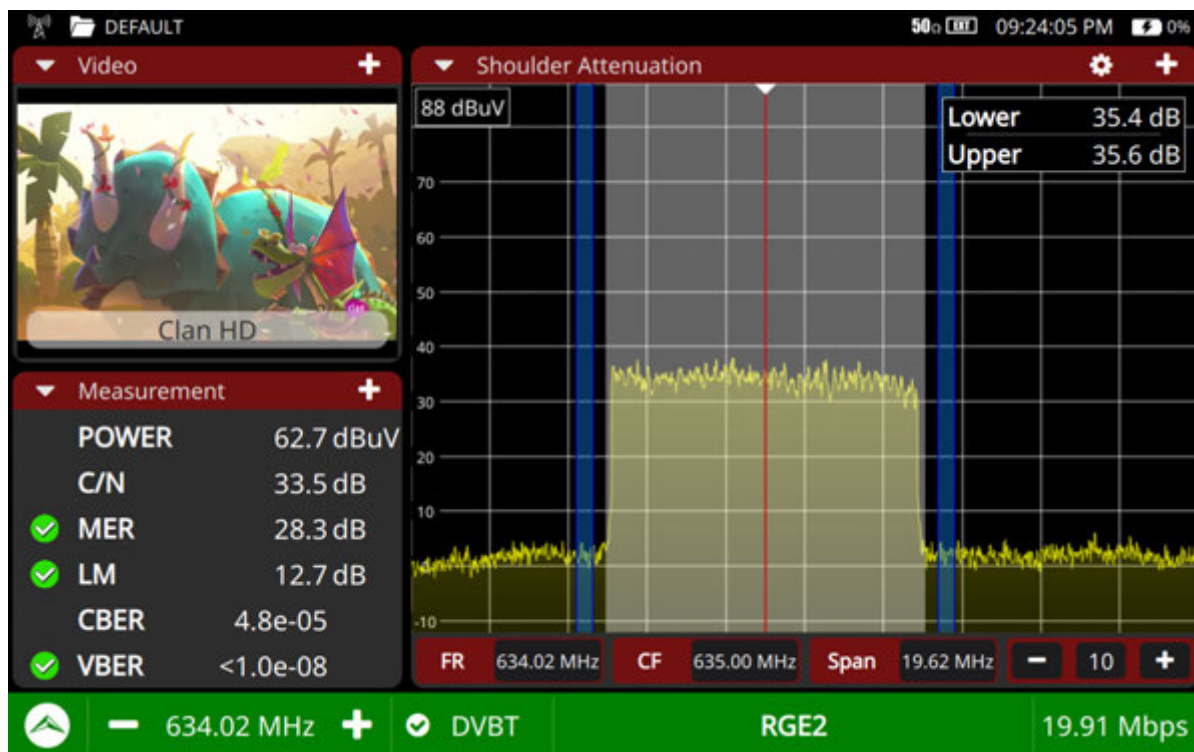 DEFAULT
50Ω EXT 09:24:05 PM 0%
Video
Clan HD
clan
Measurement
POWER 62.7 dBuV
C/N 33.5 dB
MER 28.3 dB
LM 12.7 dB
CBER 4.8e-05
VBER <1.0e-08
Shoulder Attenuation
88 dBuV
Lower 35.4 dB
Upper 35.6 dB
70
60
50
40
30
20
10
-10
FR 634.02 MHz CF 635.00 MHz Span 19.62 MHz − 10 +
− 634.02 MHz + DVBT RGE2 19.91 Mbps